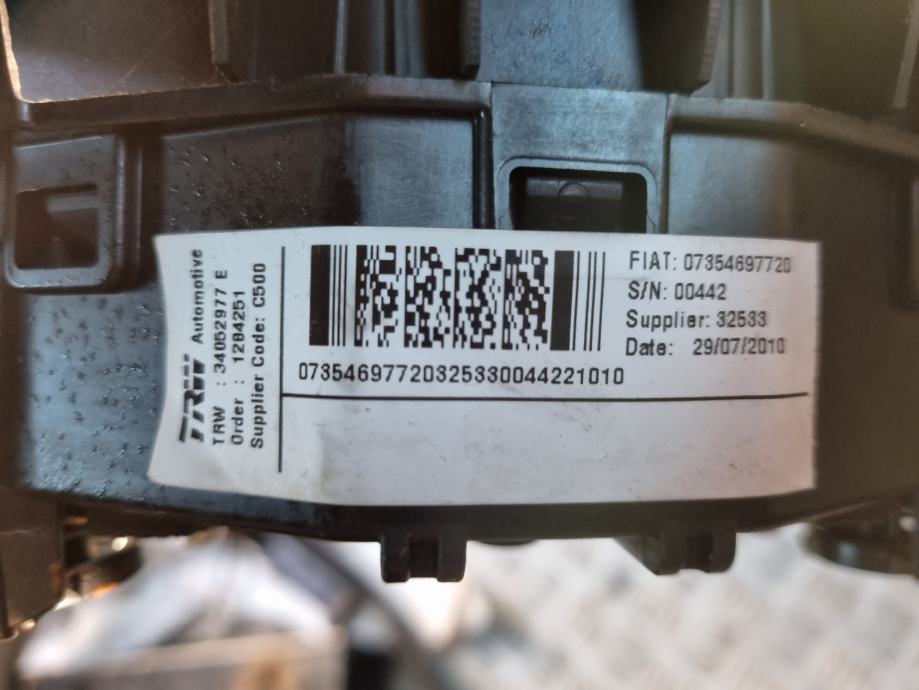 TRW Automotive
TRW : 34052977 E
Order : 1284251
Supplier Code: C500
FIAT: 07354697720
S/N: 00442
Supplier: 32533
Date: 29/07/2010
07354697720325330044221010